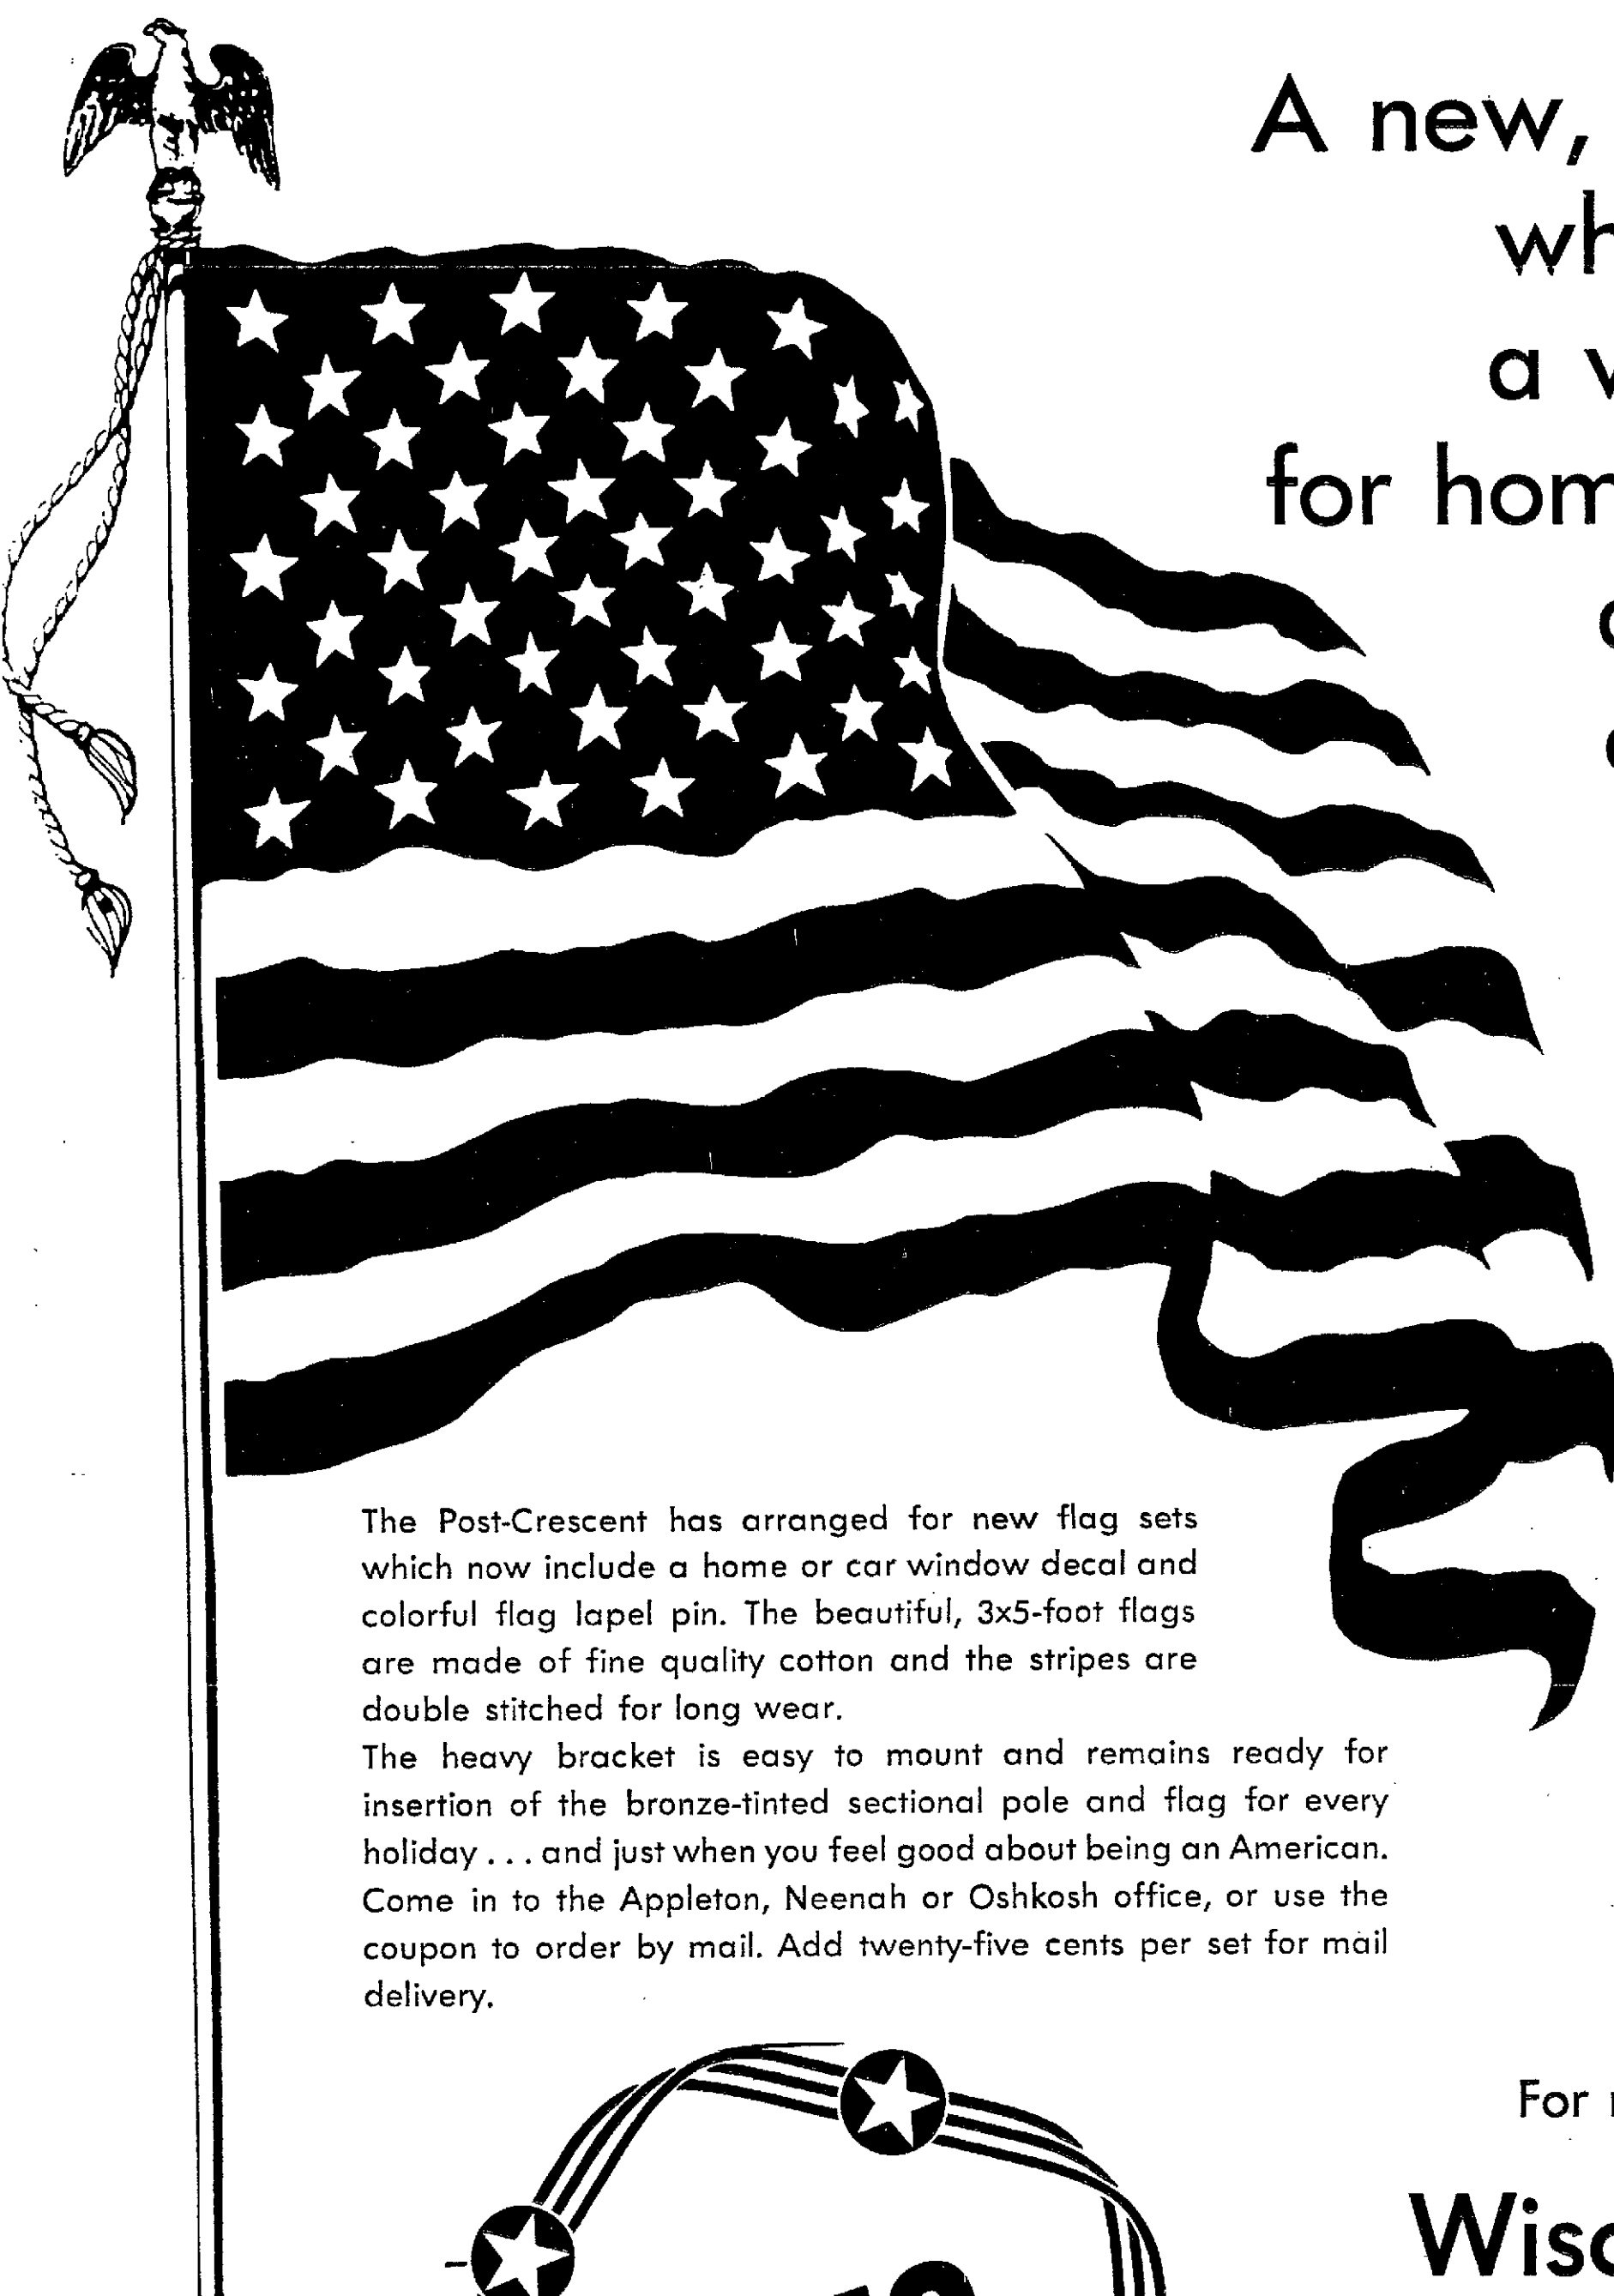 A new,
for
The Post-Crescent has arranged for new flag sets
which now include a home or car window decal and
colorful flag lapel pin. The beautiful, 3x5-foot flags
are made of fine quality cotton and the stripes are
double stitched for long wear.
The heavy bracket is easy to mount and remains ready for
insertion of the bronze-tinted sectional pole and flag for every
holiday . . . and just when you feel good about being an American.
Come in to the Appleton, Neenah or Oshkosh office, or use the
coupon to order by mail. Add twenty-five cents per set for mail
delivery.
For